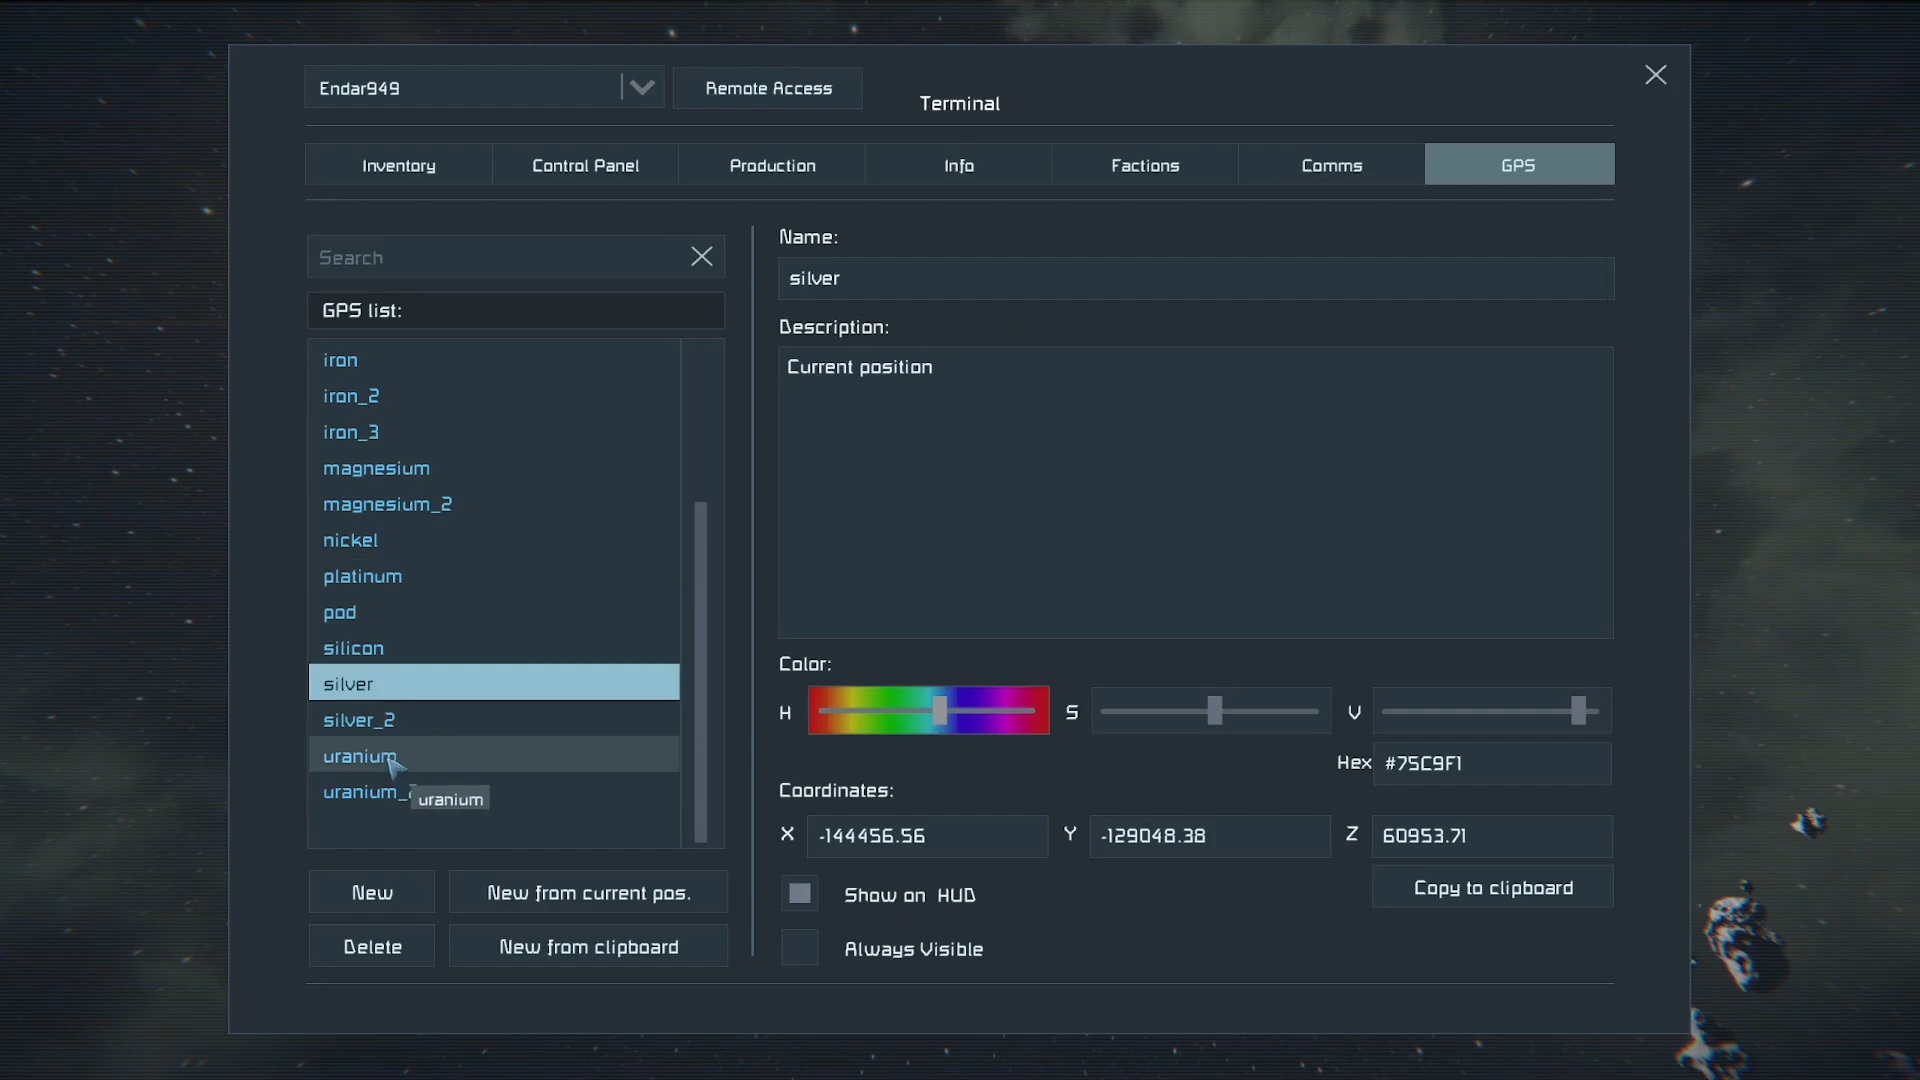 Endar949
Remote Access
Terminal
Inventory
Control Panel
Production
Info
Factions
Comms
GPS
Search
GPS list:
iron
iron_2
iron_3
magnesium
magnesium_2
nickel
platinum
pod
silicon
silver
silver_2
uranium
uranium
New
New from current pos.
Delete
New from clipboard
Name:
silver
Description:
Current position
Color:
H
S
V
Hex #75C9F1
Coordinates:
X -144456.56
Y -129048.38
Z 60953.71
Show on HUD
Copy to clipboard
Always Visible